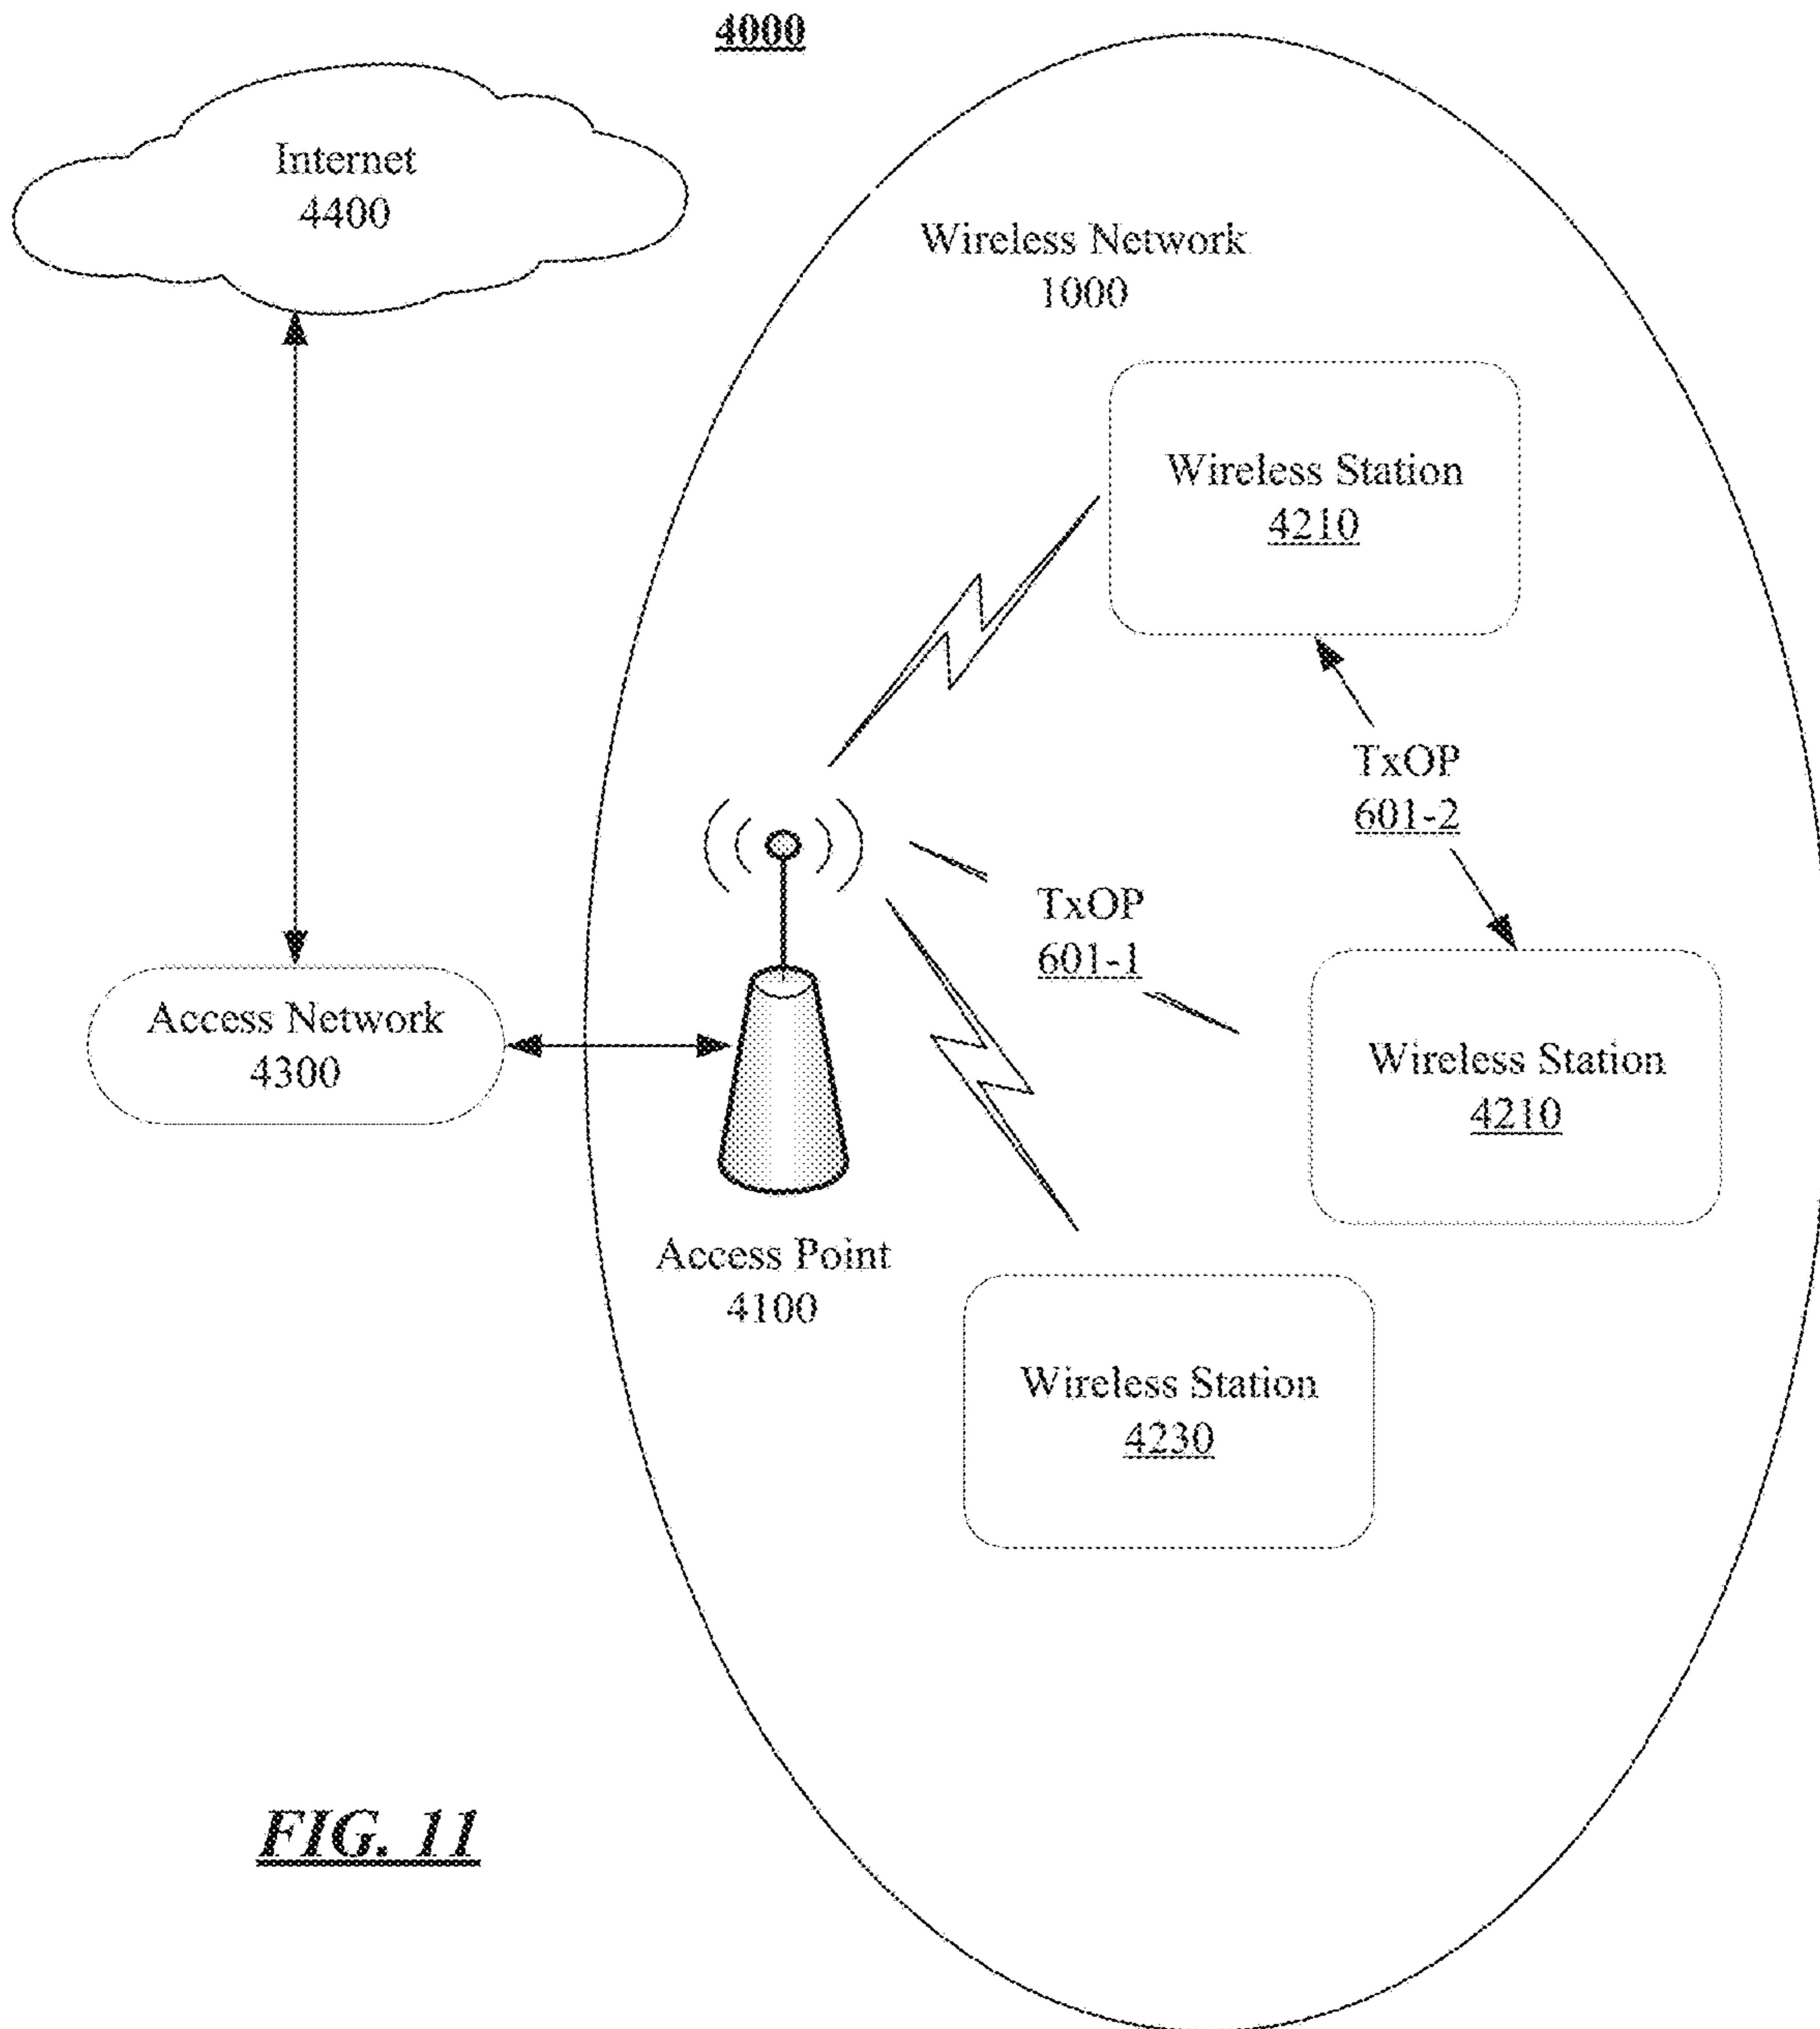 4000
Internet
4400
Wireless Network
1000
Wireless Station
4210
TxOP
601-2
TxOP
601-1
Access Network
4300
Wireless Station
4210
Access Point
4100
Wireless Station
4230
FIG. 11